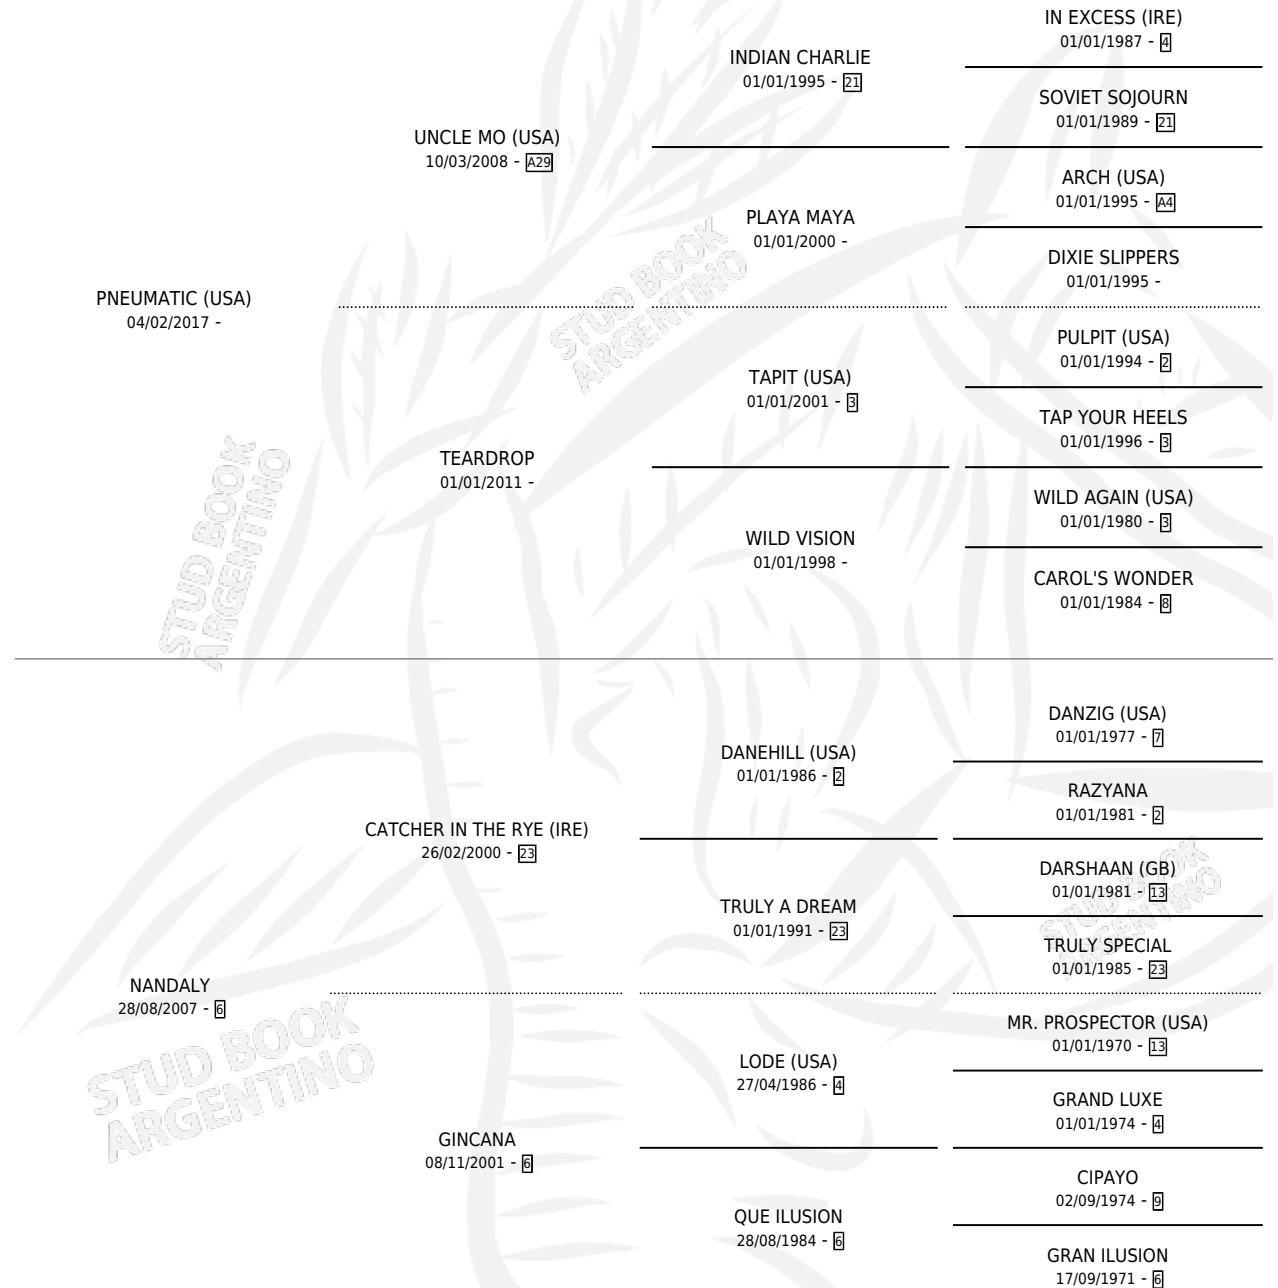 IN EXCESS (IRE)
01/01/1987 - 4
INDIAN CHARLIE
01/01/1995 - 21
SOVIET SOJOURN
01/01/1989 - 21
UNCLE MO (USA)
10/03/2008 - A29
ARCH (USA)
01/01/1995 - A4
PLAYA MAYA
01/01/2000 -
DIXIE SLIPPERS
01/01/1995 -
PNEUMATIC (USA)
04/02/2017 -
PULPIT (USA)
01/01/1994 - 2
TAPIT (USA)
01/01/2001 - 3
TAP YOUR HEELS
01/01/1996 - 3
TEARDROP
01/01/2011 -
WILD AGAIN (USA)
01/01/1980 - 3
WILD VISION
01/01/1998 -
CAROL'S WONDER
01/01/1984 - 8
STUD BOOK
ARGENTINO
STUD BOOK
ARGENTINO
DANZIG (USA)
01/01/1977 - 7
DANEHILL (USA)
01/01/1986 - 2
RAZYANA
01/01/1981 - 2
CATCHER IN THE RYE (IRE)
26/02/2000 - 23
DARSHAAN (GB)
01/01/1981 - 13
TRULY A DREAM
01/01/1991 - 23
TRULY SPECIAL
01/01/1985 - 23
STUD BOOK
ARGENTINO
NANDALY
28/08/2007 - 6
MR. PROSPECTOR (USA)
01/01/1970 - 13
LODE (USA)
27/04/1986 - 4
GRAND LUXE
01/01/1974 - 4
STUD BOOK
ARGENTINO
GINCANA
08/11/2001 - 6
CIPAYO
02/09/1974 - 9
QUE ILUSION
28/08/1984 - 6
GRAN ILUSION
17/09/1971 - 6